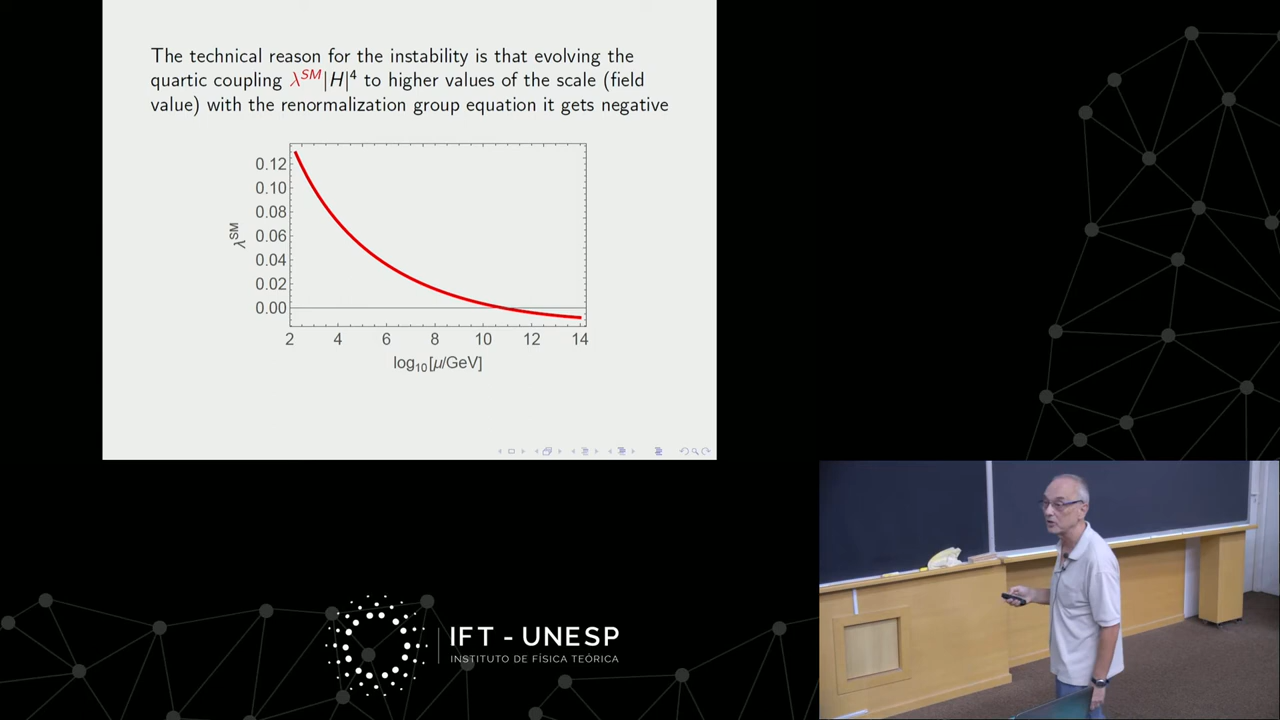 The technical reason for the instability is that evolving the
quartic coupling λ^SM|H|⁴ to higher values of the scale (field
value) with the renormalization group equation it gets negative
0.12
0.10
0.08
0.06
0.04
0.02
0.00
λ^SM
2 4 6 8 10 12 14
log₁₀[μ/GeV]
IFT - UNESP
INSTITUTO DE FÍSICA TEÓRICA